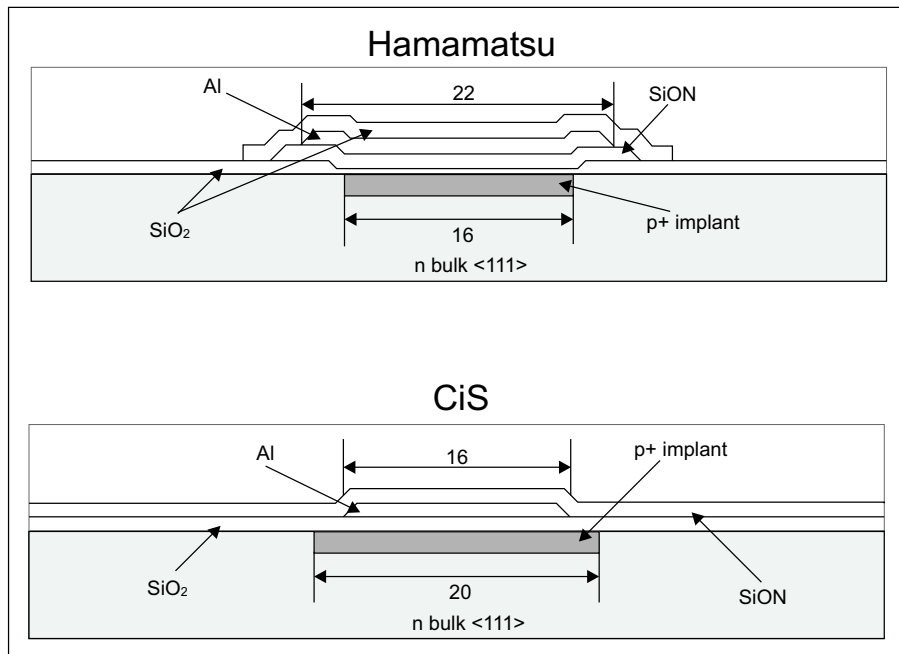 Hamamatsu
Al
22
SiON
SiO₂
16
p+ implant
n bulk <111>
CiS
Al
16
p+ implant
SiO₂
20
SiON
n bulk <111>